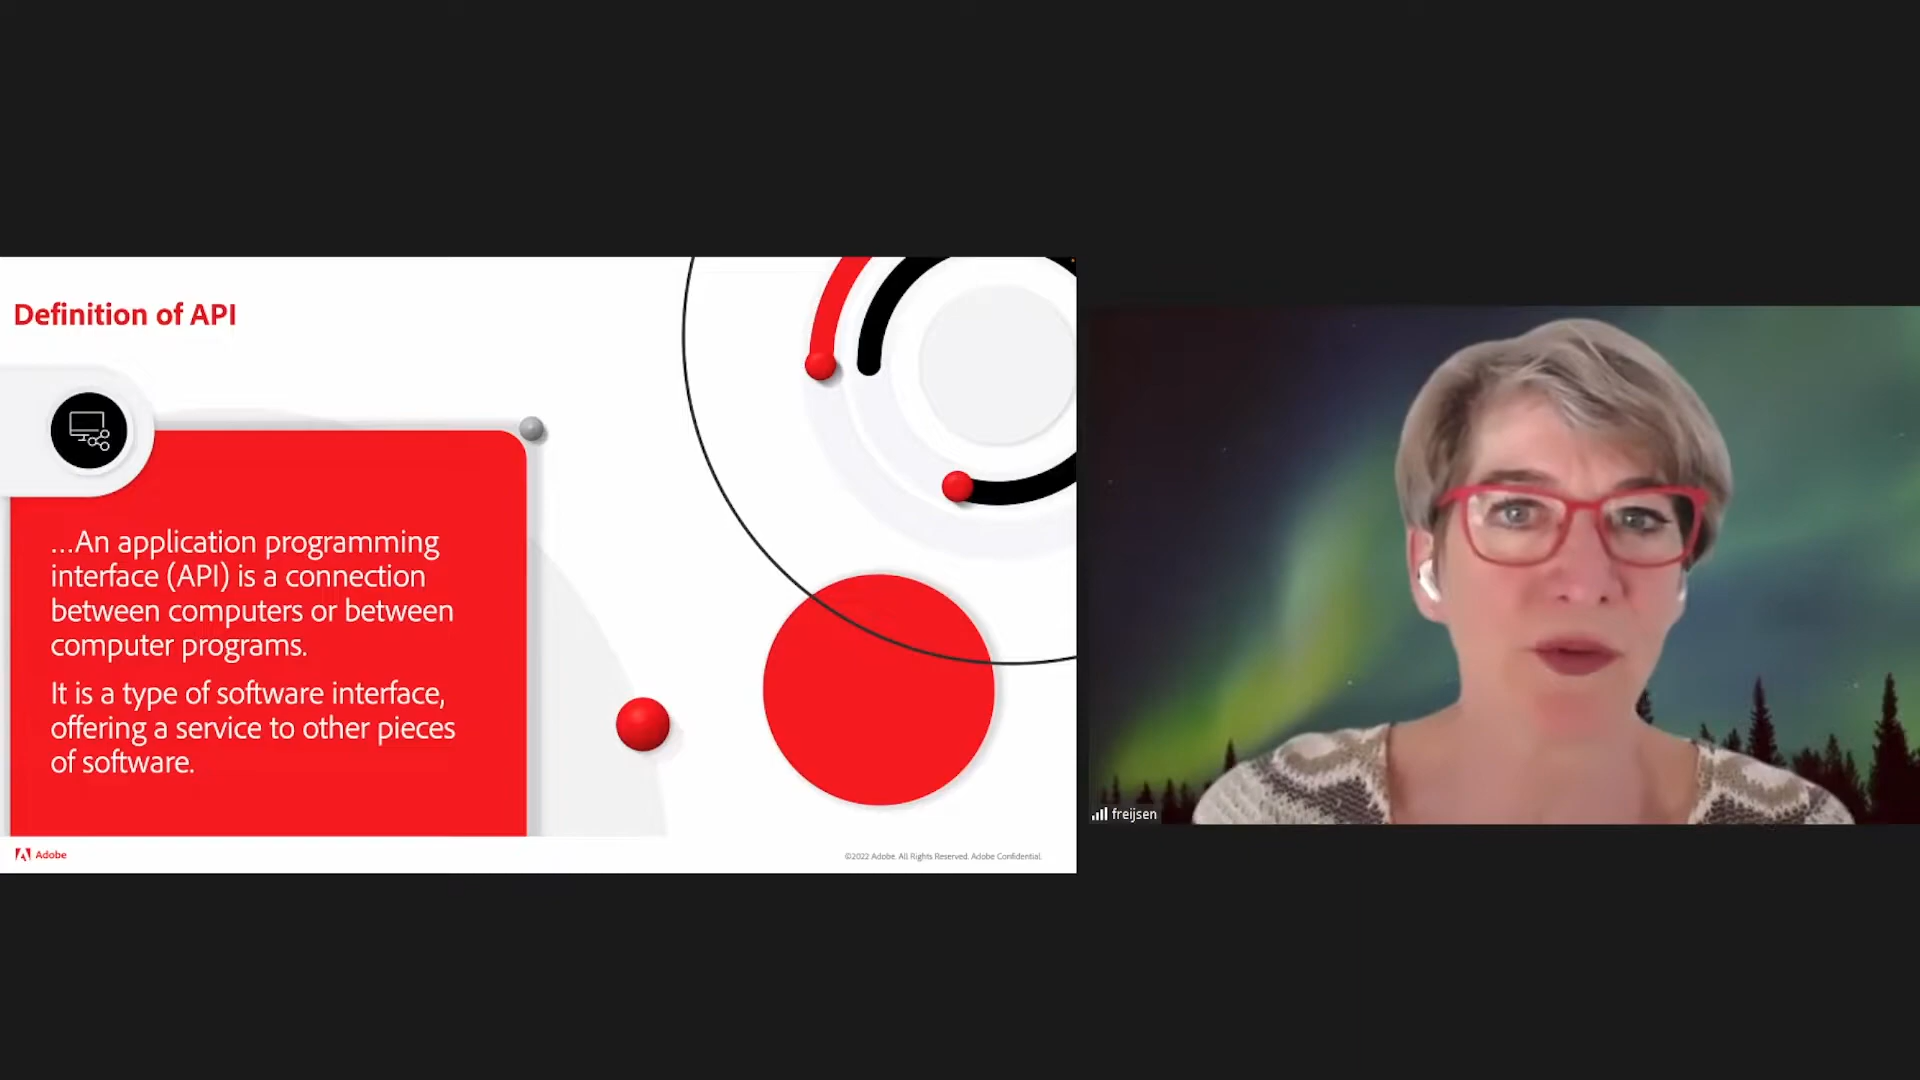 Definition of API
...An application programming
interface (API) is a connection
between computers or between
computer programs.
It is a type of software interface,
offering a service to other pieces
of software.
Adobe
©2022 Adobe. All Rights Reserved. Adobe Confidential.
freijsen